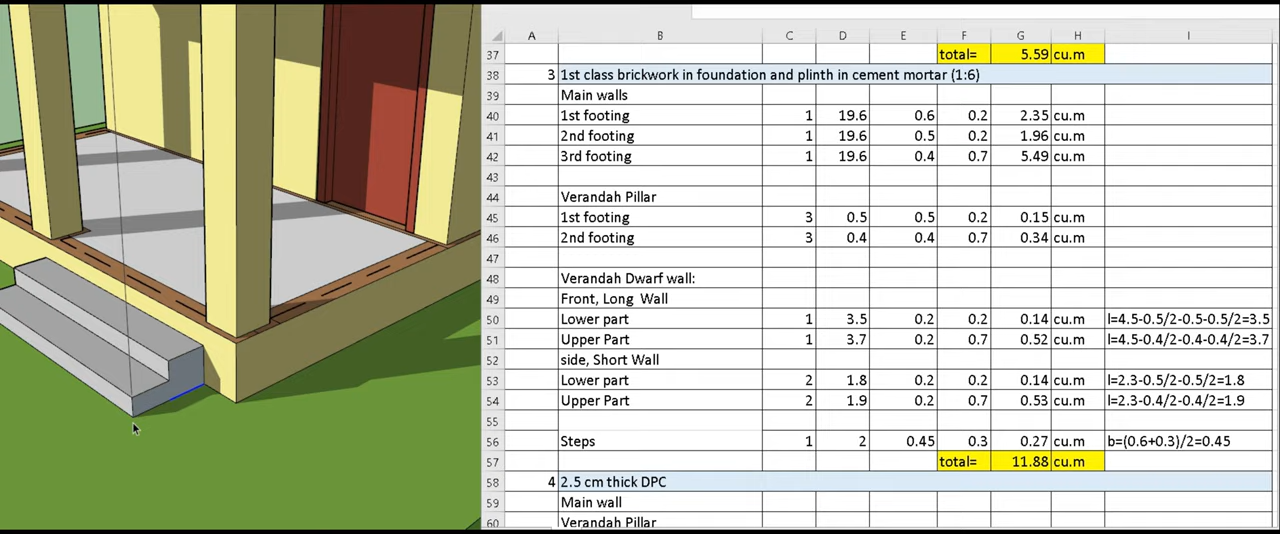 A B C D E F G H I
37 total= 5.59 cu.m
38 3 1st class brickwork in foundation and plinth in cement mortar (1:6)
39 Main walls
40 1st footing 1 19.6 0.6 0.2 2.35 cu.m
41 2nd footing 1 19.6 0.5 0.2 1.96 cu.m
42 3rd footing 1 19.6 0.4 0.7 5.49 cu.m
43
44 Verandah Pillar
45 1st footing 3 0.5 0.5 0.2 0.15 cu.m
46 2nd footing 3 0.4 0.4 0.7 0.34 cu.m
47
48 Verandah Dwarf wall:
49 Front, Long Wall
50 Lower part 1 3.5 0.2 0.2 0.14 cu.m l=4.5-0.5/2-0.5-0.5/2=3.5
51 Upper Part 1 3.7 0.2 0.7 0.52 cu.m l=4.5-0.4/2-0.4-0.4/2=3.7
52 side, Short Wall
53 Lower part 2 1.8 0.2 0.2 0.14 cu.m l=2.3-0.5/2-0.5/2=1.8
54 Upper Part 2 1.9 0.2 0.7 0.53 cu.m l=2.3-0.4/2-0.4/2=1.9
55
56 Steps 1 2 0.45 0.3 0.27 cu.m b=(0.6+0.3)/2=0.45
57 total= 11.88 cu.m
58 4 2.5 cm thick DPC
59 Main wall
60 Verandah Pillar